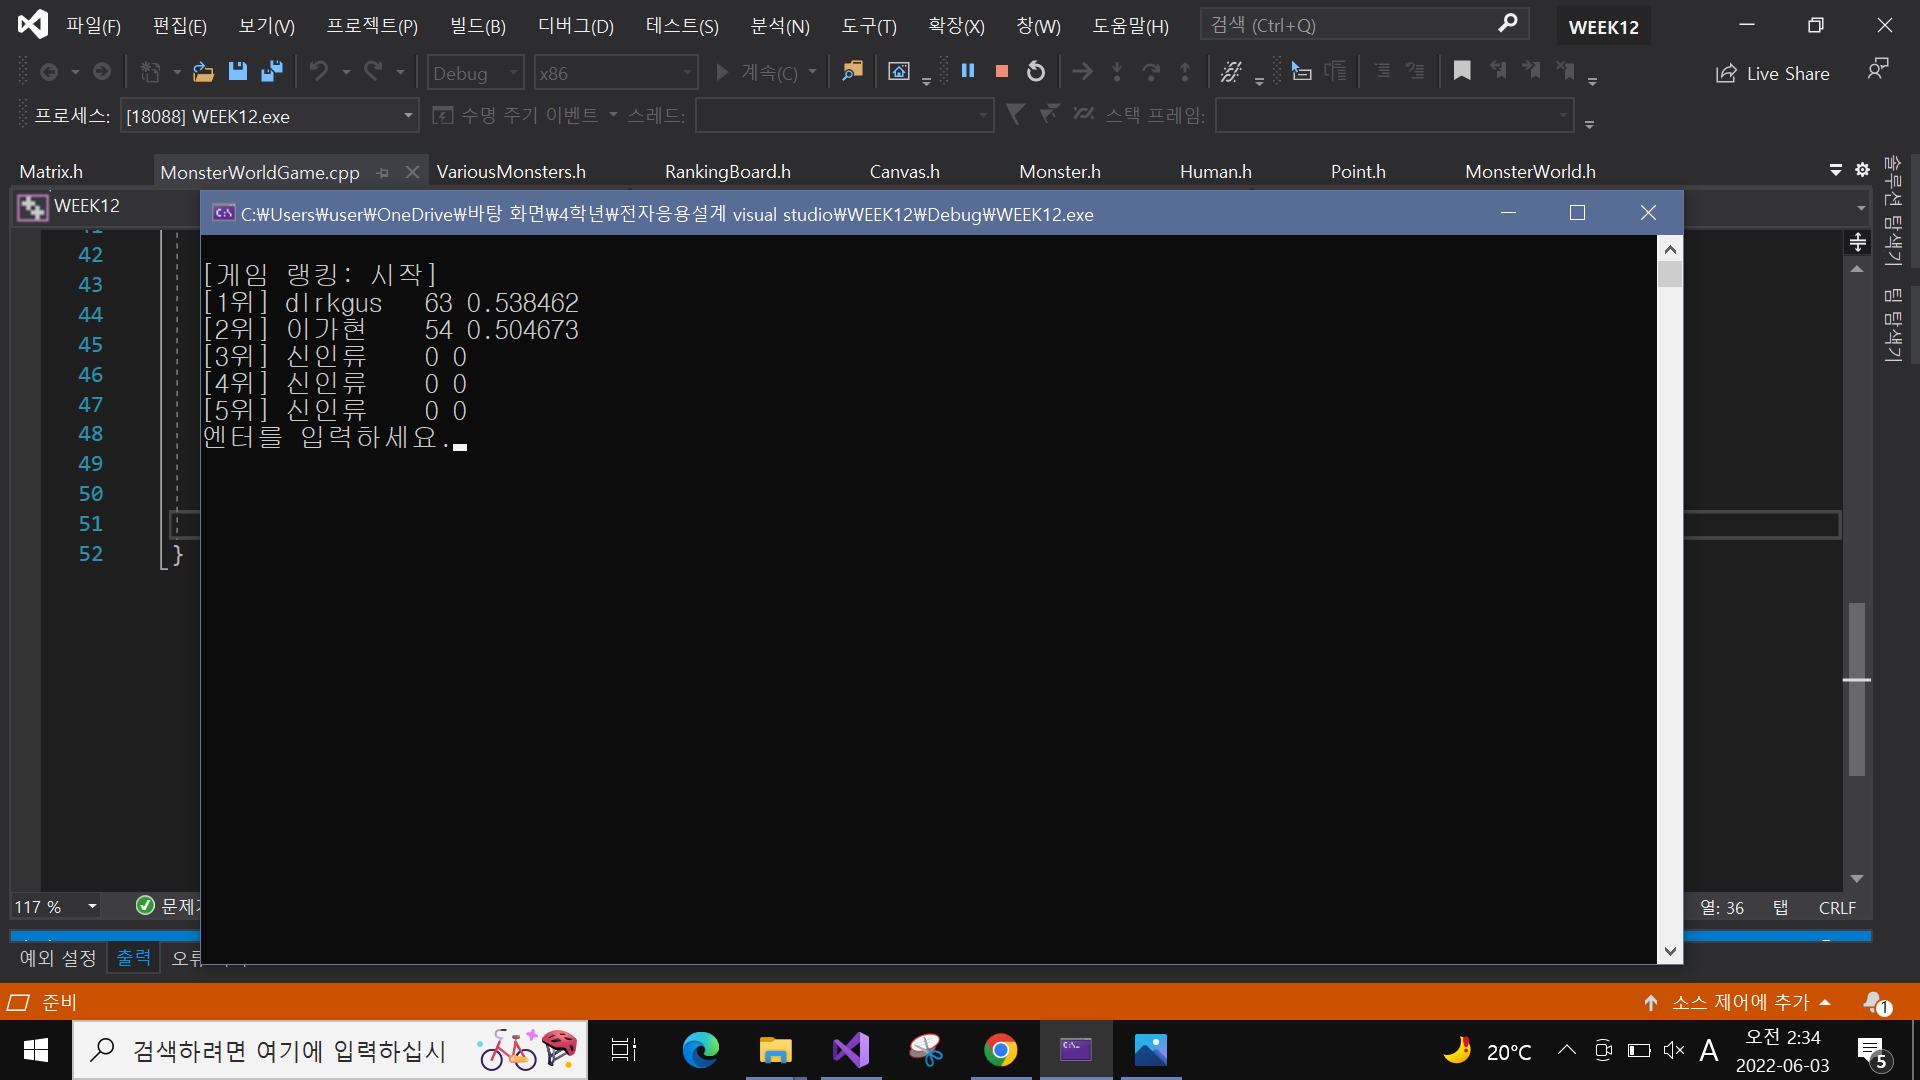 파일(F) 편집(E) 보기(V) 프로젝트(P) 빌드(B) 디버그(D) 테스트(S) 분석(N) 도구(T) 확장(X) 창(W) 도움말(H) 검색 (Ctrl+Q) WEEK12
Debug x86 계속(C) Live Share
프로세스: [18088] WEEK12.exe 수명 주기 이벤트 스레드: 스택 프레임:
Matrix.h MonsterWorldGame.cpp VariousMonsters.h RankingBoard.h Canvas.h Monster.h Human.h Point.h MonsterWorld.h
솔루션 탐색기
팀 탐색기
WEEK12
C:₩Users₩user₩OneDrive₩바탕 화면₩4학년₩전자응용설계 visual studio₩WEEK12₩Debug₩WEEK12.exe
[게임 랭킹: 시작]
[1위] dlrkgus 63 0.538462
[2위] 이가현 54 0.504673
[3위] 신인류 0 0
[4위] 신인류 0 0
[5위] 신인류 0 0
엔터를 입력하세요.
42
43
44
45
46
47
48
49
50
51
52 }
117 % 문제 열: 36 탭 CRLF
예외 설정 출력 오류
준비 소스 제어에 추가 1
검색하려면 여기에 입력하십시 20°C A 오전 2:34
2022-06-03 5